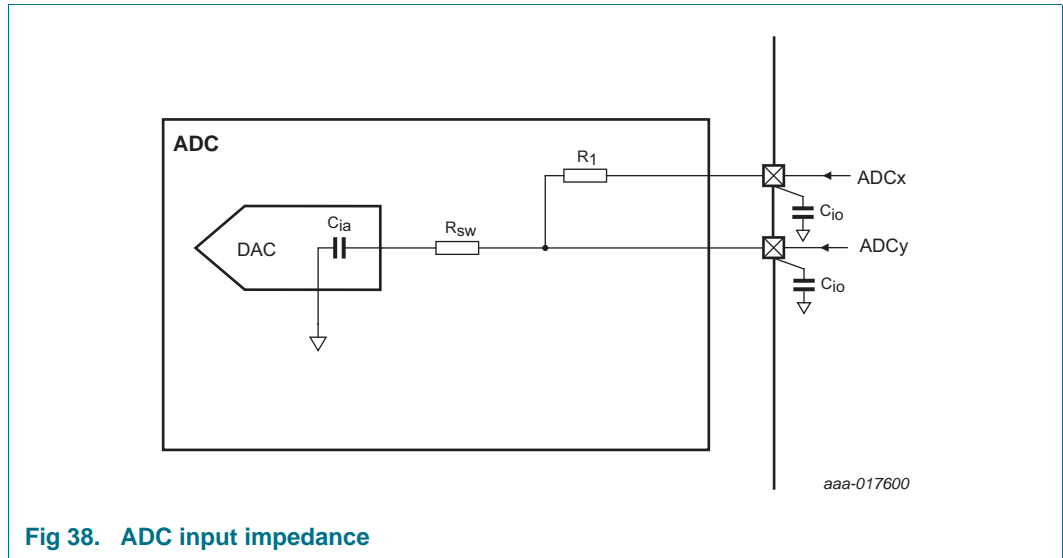 ADC
R1
ADCx
Cio
Cia
Rsw
DAC
ADCy
Cio
aaa-017600
Fig 38. ADC input impedance